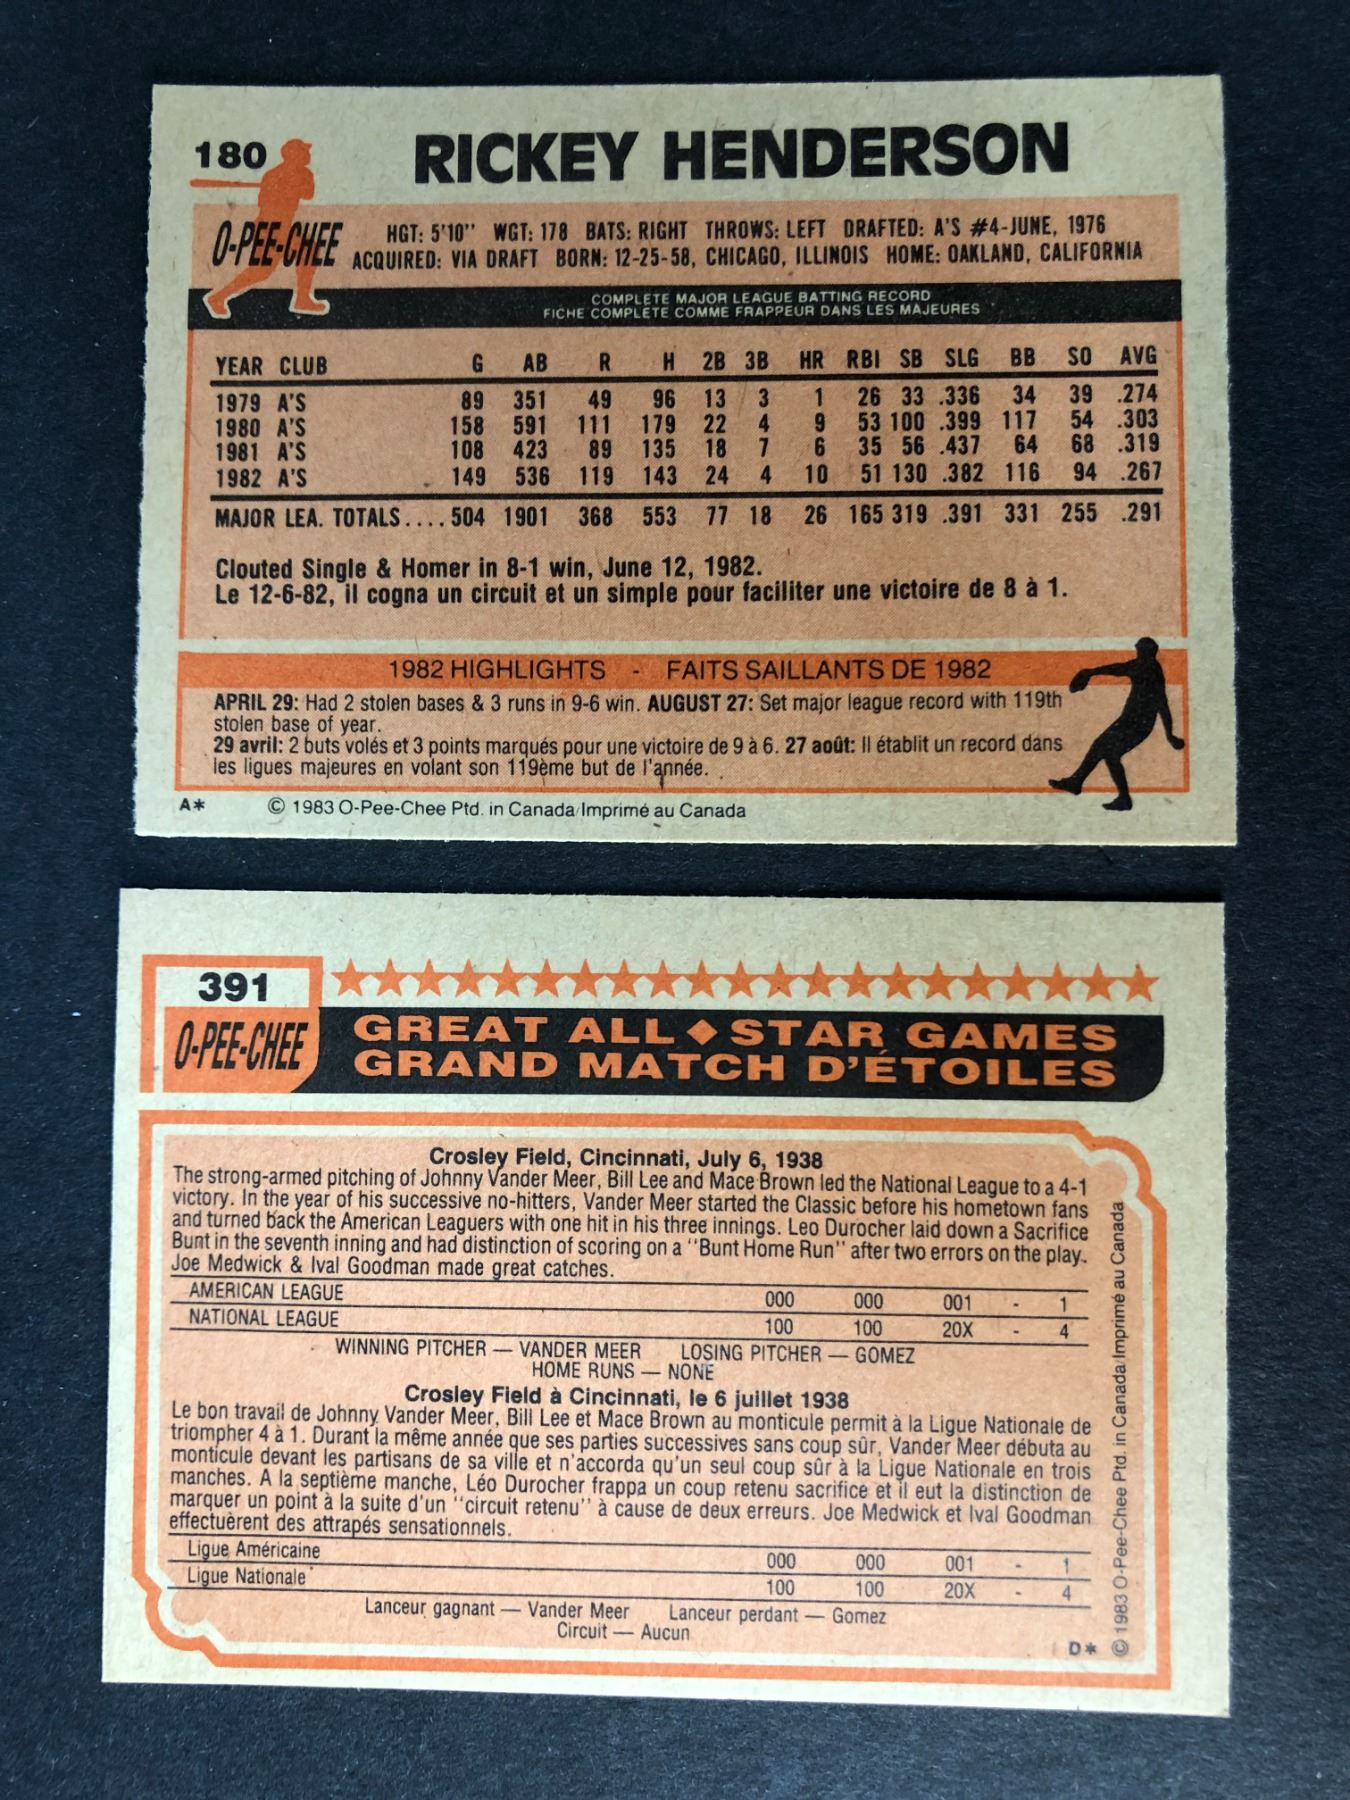 180
RICKEY HENDERSON
O-PEE-CHEE
HGT: 5'10" WGT: 178 BATS: RIGHT THROWS: LEFT DRAFTED: A'S #4-JUNE, 1976
ACQUIRED: VIA DRAFT BORN: 12-25-58, CHICAGO, ILLINOIS HOME: OAKLAND, CALIFORNIA
COMPLETE MAJOR LEAGUE BATTING RECORD
FICHE COMPLETE COMME FRAPPEUR DANS LES MAJEURES
YEAR CLUB G AB R H 2B 3B HR RBI SB SLG BB SO AVG
1979 A'S 89 351 49 96 13 3 1 26 33 .336 34 39 .274
1980 A'S 158 591 111 179 22 4 9 53 100 .399 117 54 .303
1981 A'S 108 423 89 135 18 7 6 35 56 .437 64 68 .319
1982 A'S 149 536 119 143 24 4 10 51 130 .382 116 94 .267
MAJOR LEA. TOTALS.... 504 1901 368 553 77 18 26 165 319 .391 331 255 .291
Clouted Single & Homer in 8-1 win, June 12, 1982.
Le 12-6-82, il cogna un circuit et un simple pour faciliter une victoire de 8 à 1.
1982 HIGHLIGHTS - FAITS SAILLANTS DE 1982
APRIL 29: Had 2 stolen bases & 3 runs in 9-6 win. AUGUST 27: Set major league record with 119th
stolen base of year.
29 avril: 2 buts volés et 3 points marqués pour une victoire de 9 à 6. 27 août: Il établit un record dans
les ligues majeures en volant son 119ème but de l'année.
A* © 1983 O-Pee-Chee Ptd. in Canada/Imprimé au Canada
391
O-PEE-CHEE
GREAT ALL◆STAR GAMES
GRAND MATCH D'ÉTOILES
Crosley Field, Cincinnati, July 6, 1938
The strong-armed pitching of Johnny Vander Meer, Bill Lee and Mace Brown led the National League to a 4-1
victory. In the year of his successive no-hitters, Vander Meer started the Classic before his hometown fans
and turned back the American Leaguers with one hit in his three innings. Leo Durocher laid down a Sacrifice
Bunt in the seventh inning and had distinction of scoring on a "Bunt Home Run" after two errors on the play.
Joe Medwick & Ival Goodman made great catches.
AMERICAN LEAGUE 000 000 001 - 1
NATIONAL LEAGUE 100 100 20X - 4
WINNING PITCHER — VANDER MEER LOSING PITCHER — GOMEZ
HOME RUNS — NONE
Crosley Field à Cincinnati, le 6 juillet 1938
Le bon travail de Johnny Vander Meer, Bill Lee et Mace Brown au monticule permit à la Ligue Nationale de
triompher 4 à 1. Durant la même année que ses parties successives sans coup sûr, Vander Meer débuta au
monticule devant les partisans de sa ville et n'accorda qu'un seul coup sûr à la Ligue Nationale en trois
manches. A la septième manche, Léo Durocher frappa un coup retenu sacrifice et il eut la distinction de
marquer un point à la suite d'un "circuit retenu" à cause de deux erreurs. Joe Medwick et Ival Goodman
effectuèrent des attrapés sensationnels.
Ligue Américaine 000 000 001 - 1
Ligue Nationale 100 100 20X - 4
Lanceur gagnant — Vander Meer Lanceur perdant — Gomez
Circuit — Aucun
D*
© 1983 O-Pee-Chee Ptd. in Canada/Imprimé au Canada